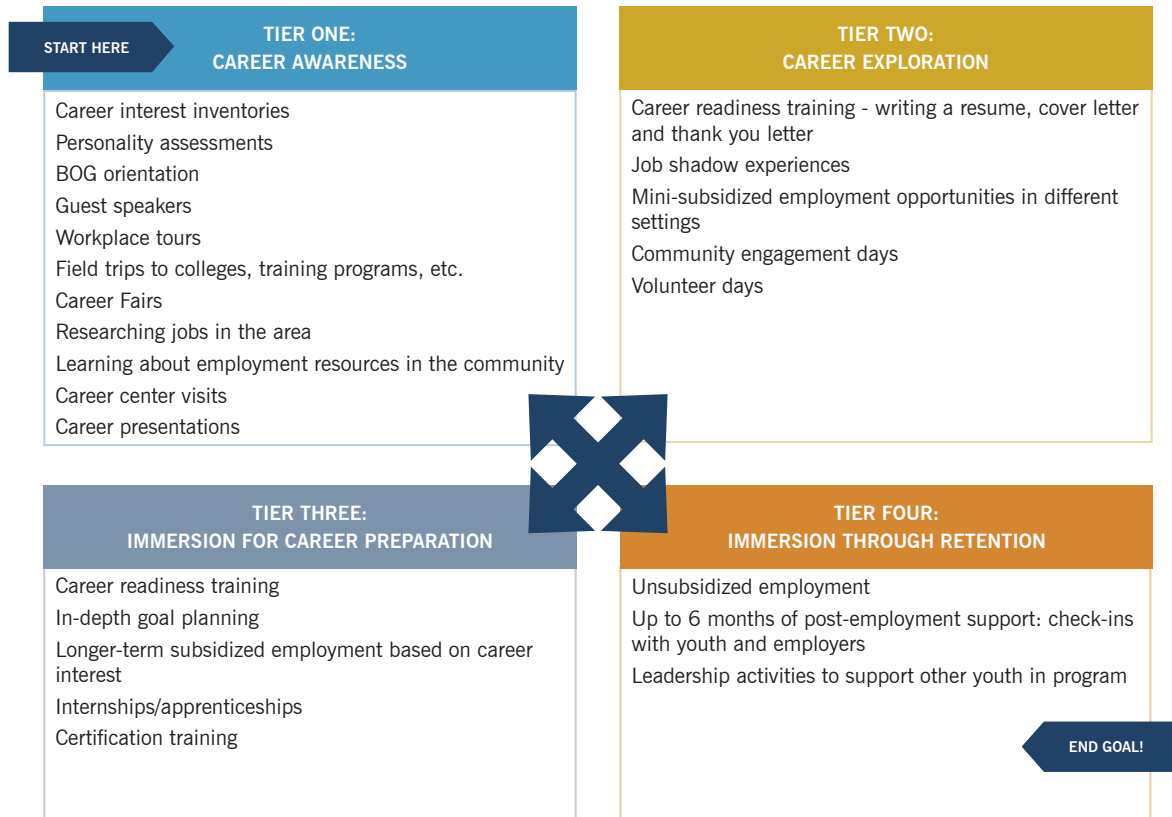 START HERE
TIER ONE:
CAREER AWARENESS
Career interest inventories
Personality assessments
BOG orientation
Guest speakers
Workplace tours
Field trips to colleges, training programs, etc.
Career Fairs
Researching jobs in the area
Learning about employment resources in the community
Career center visits
Career presentations
TIER TWO:
CAREER EXPLORATION
Career readiness training - writing a resume, cover letter
and thank you letter
Job shadow experiences
Mini-subsidized employment opportunities in different
settings
Community engagement days
Volunteer days
TIER THREE:
IMMERSION FOR CAREER PREPARATION
Career readiness training
In-depth goal planning
Longer-term subsidized employment based on career
interest
Internships/apprenticeships
Certification training
TIER FOUR:
IMMERSION THROUGH RETENTION
Unsubsidized employment
Up to 6 months of post-employment support: check-ins
with youth and employers
Leadership activities to support other youth in program
END GOAL!